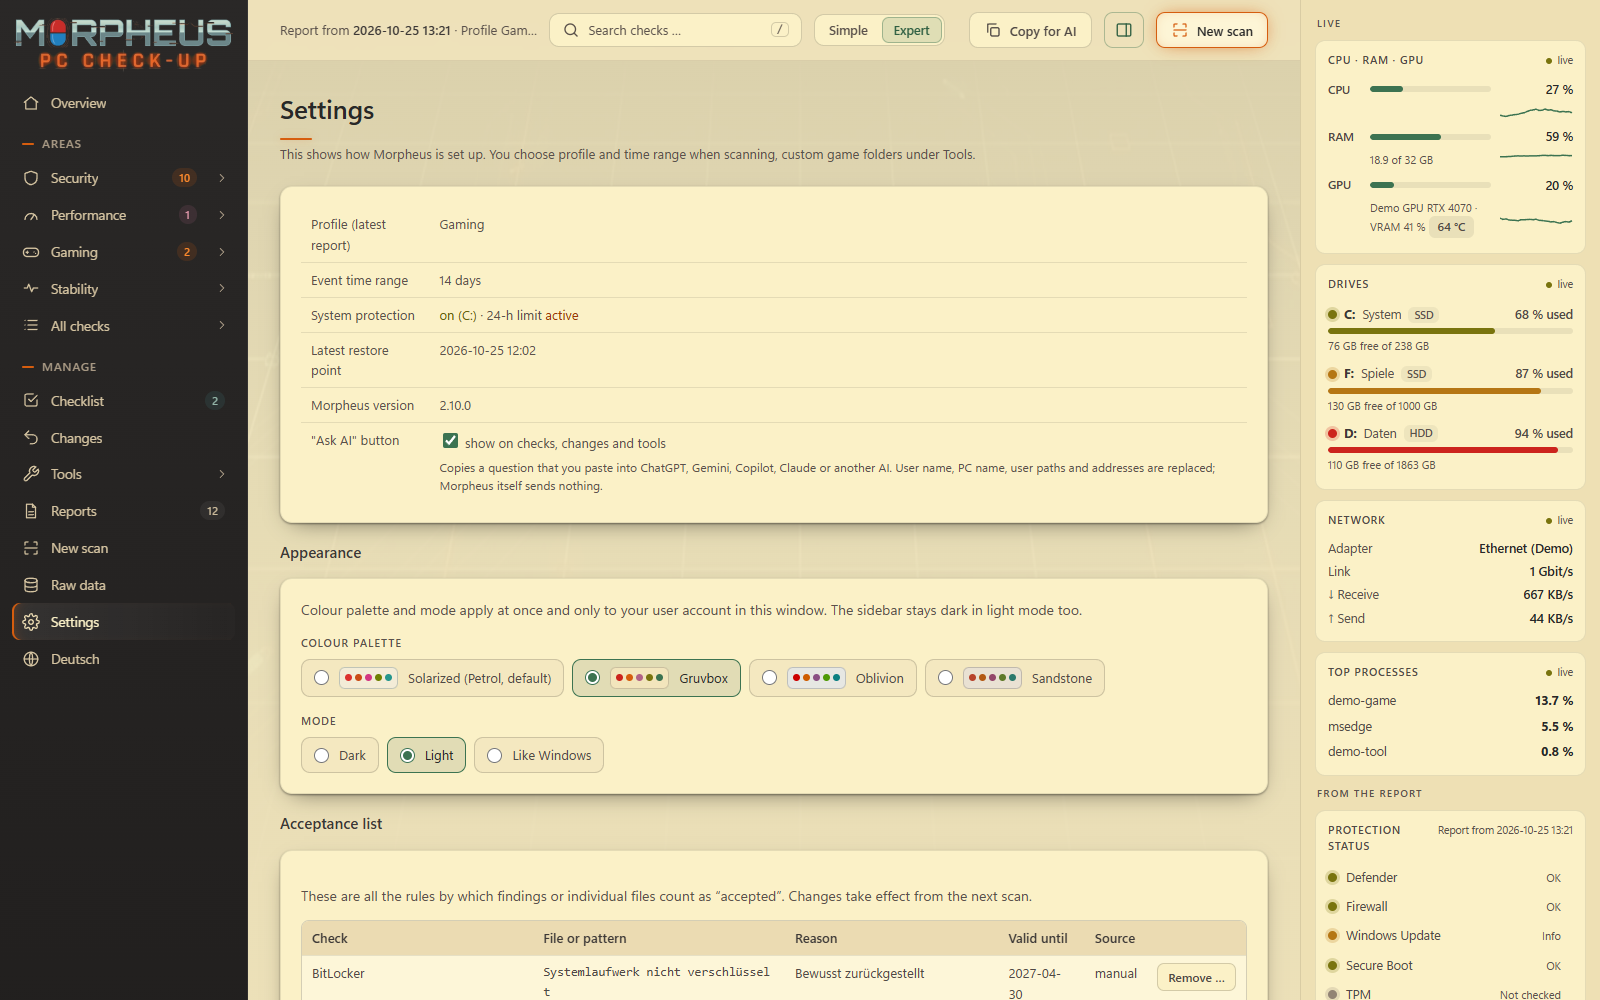 MORPHEUS
PC CHECK-UP
Overview
AREAS
Security 10
Performance 1
Gaming 2
Stability
All checks
MANAGE
Checklist 2
Changes
Tools
Reports 12
New scan
Raw data
Settings
Deutsch
Report from 2026-10-25 13:21 · Profile Gam...
Search checks ... /
Simple Expert
Copy for AI
New scan
Settings
This shows how Morpheus is set up. You choose profile and time range when scanning, custom game folders under Tools.
Profile (latest report) Gaming
Event time range 14 days
System protection on (C:) · 24-h limit active
Latest restore point 2026-10-25 12:02
Morpheus version 2.10.0
"Ask AI" button show on checks, changes and tools
Copies a question that you paste into ChatGPT, Gemini, Copilot, Claude or another AI. User name, PC name, user paths and addresses are replaced;
Morpheus itself sends nothing.
Appearance
Colour palette and mode apply at once and only to your user account in this window. The sidebar stays dark in light mode too.
COLOUR PALETTE
Solarized (Petrol, default) Gruvbox Oblivion Sandstone
MODE
Dark Light Like Windows
Acceptance list
These are all the rules by which findings or individual files count as “accepted”. Changes take effect from the next scan.
Check File or pattern Reason Valid until Source
BitLocker Systemlaufwerk nicht verschlüsselt Bewusst zurückgestellt 2027-04-30 manual Remove ...
LIVE
CPU · RAM · GPU live
CPU 27 %
RAM 59 %
18.9 of 32 GB
GPU 20 %
Demo GPU RTX 4070 ·
VRAM 41 % 64 °C
DRIVES live
C: System SSD 68 % used
76 GB free of 238 GB
F: Spiele SSD 87 % used
130 GB free of 1000 GB
D: Daten HDD 94 % used
110 GB free of 1863 GB
NETWORK live
Adapter Ethernet (Demo)
Link 1 Gbit/s
↓ Receive 667 KB/s
↑ Send 44 KB/s
TOP PROCESSES live
demo-game 13.7 %
msedge 5.5 %
demo-tool 0.8 %
FROM THE REPORT
PROTECTION STATUS Report from 2026-10-25 13:21
Defender OK
Firewall OK
Windows Update Info
Secure Boot OK
TPM Not checked